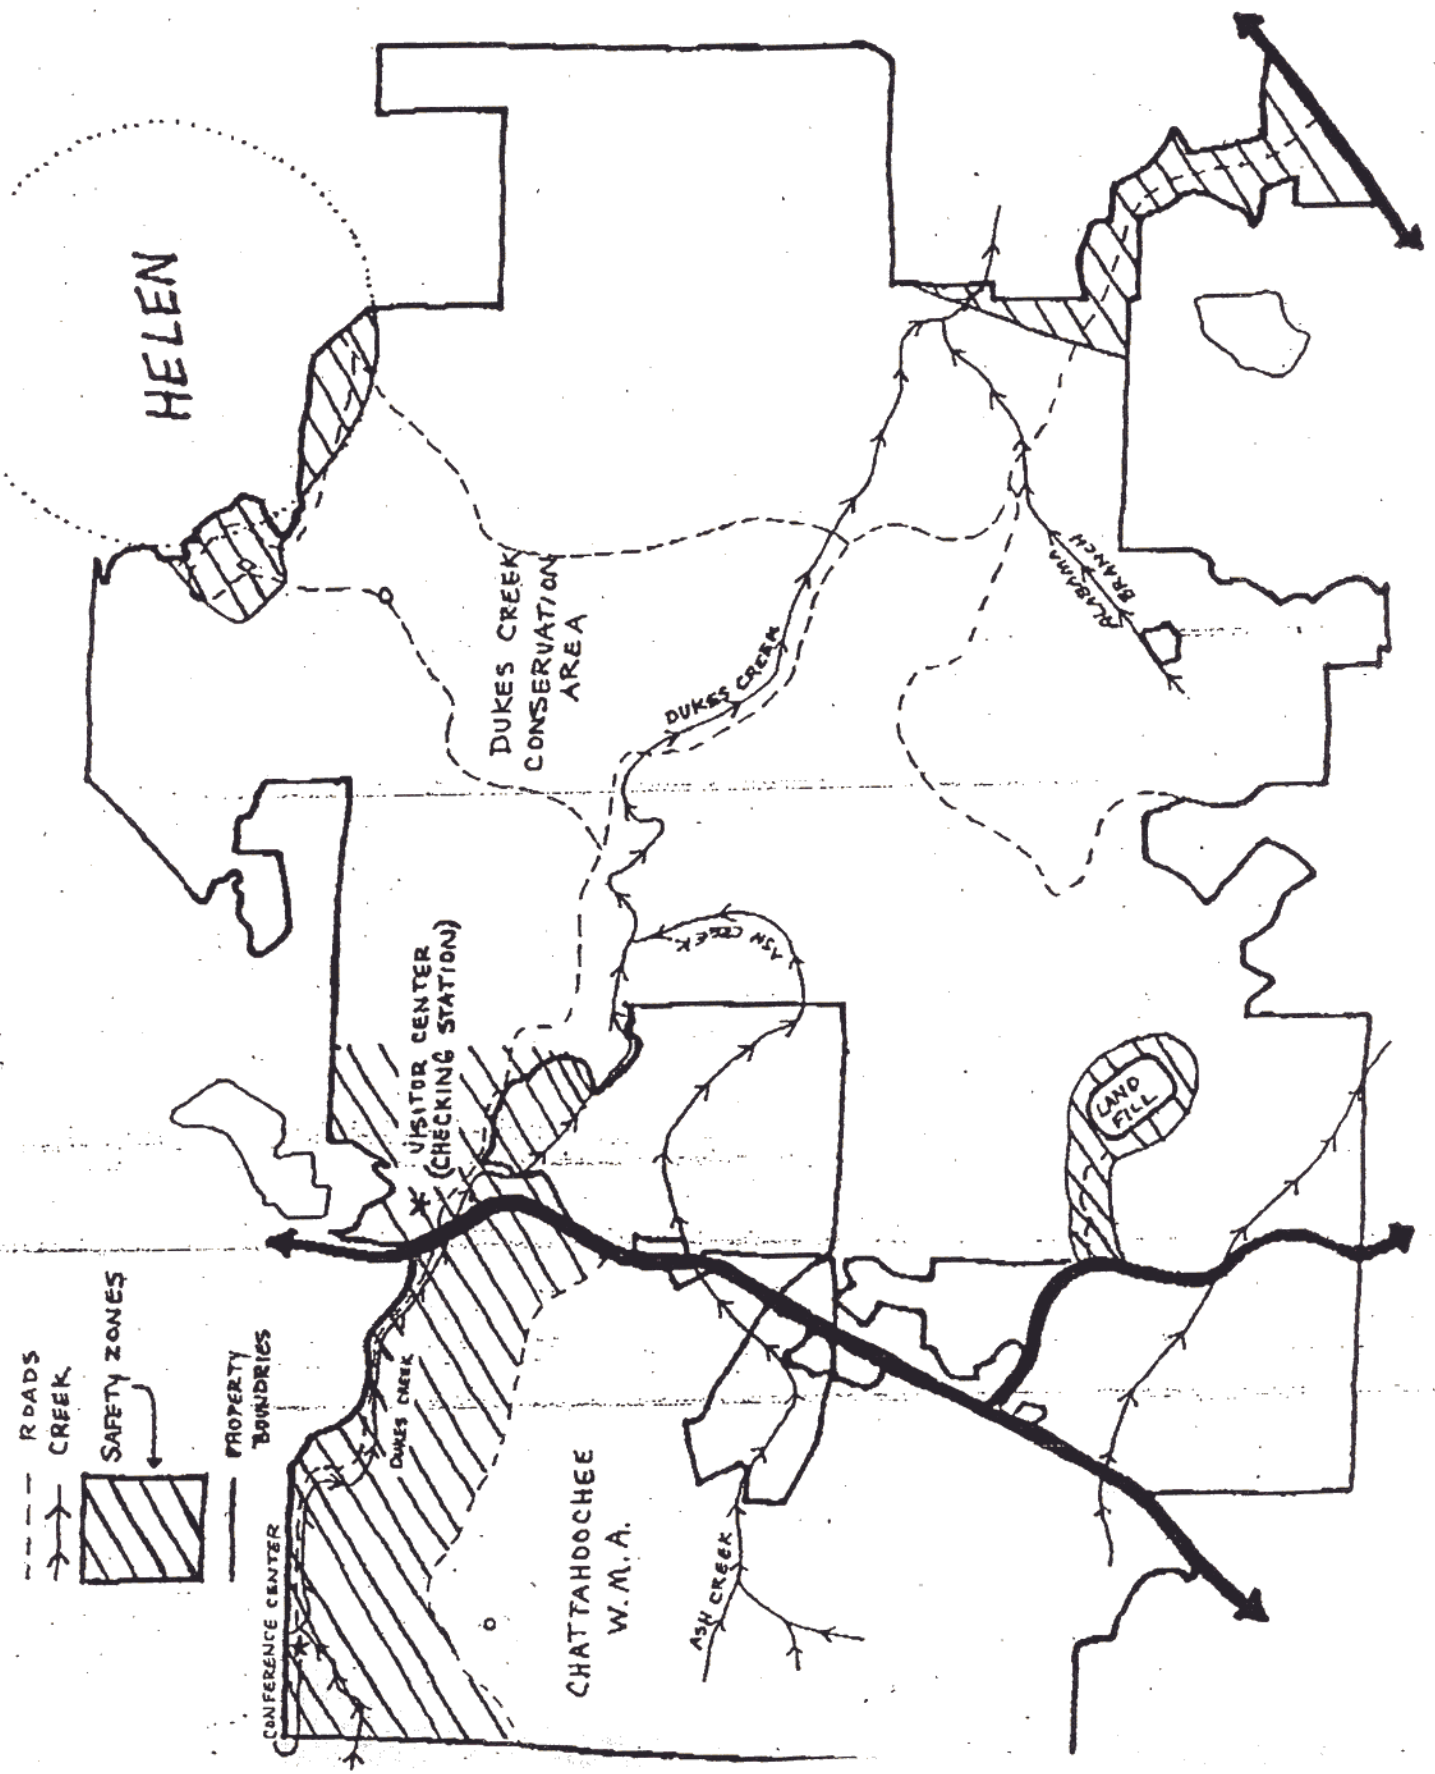 ROADS
CREEK
SAFETY ZONES
PROPERTY
BOUNDRIES
HELEN
CONFERENCE CENTER
DUKES CREEK
VISITOR CENTER
(CHECKING STATION)
DUKES CREEK
CONSERVATION
AREA
CHATTAHOOCHEE
W.M.A.
ASH CREEK
ASH CREEK
DUKES CREEK
ALABAMA
BRANCH
LAND
FILL